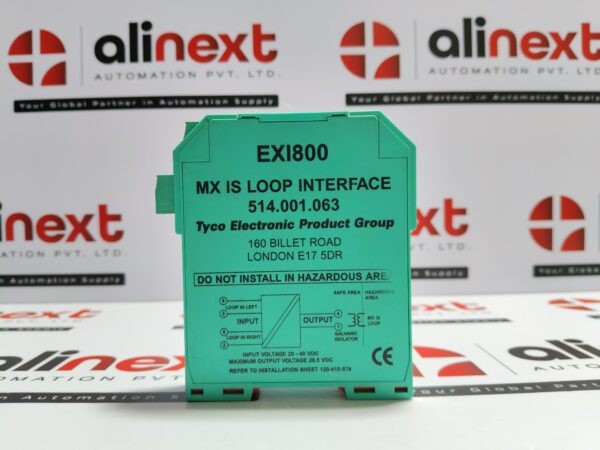 alinext
AUTOMATION PVT. LTD.
Your Global Partner in Automation Supply
alinext
AUTOMATION PVT. LTD.
Your Global Partner in Automation Supply
EXI800
MX IS LOOP INTERFACE
514.001.063
Tyco Electronic Product Group
160 BILLET ROAD
LONDON E17 5DR
DO NOT INSTALL IN HAZARDOUS AREA
SAFE AREA HAZARDOUS AREA
LOOP IN LEFT
INPUT
OUTPUT
MX IS LOOP
LOOP IN RIGHT
GALVANIC ISOLATOR
INPUT VOLTAGE 20 - 40 VDC
MAXIMUM OUTPUT VOLTAGE 28.5 VDC
REFER TO INSTALLATION SHEET 120-415-576
CE